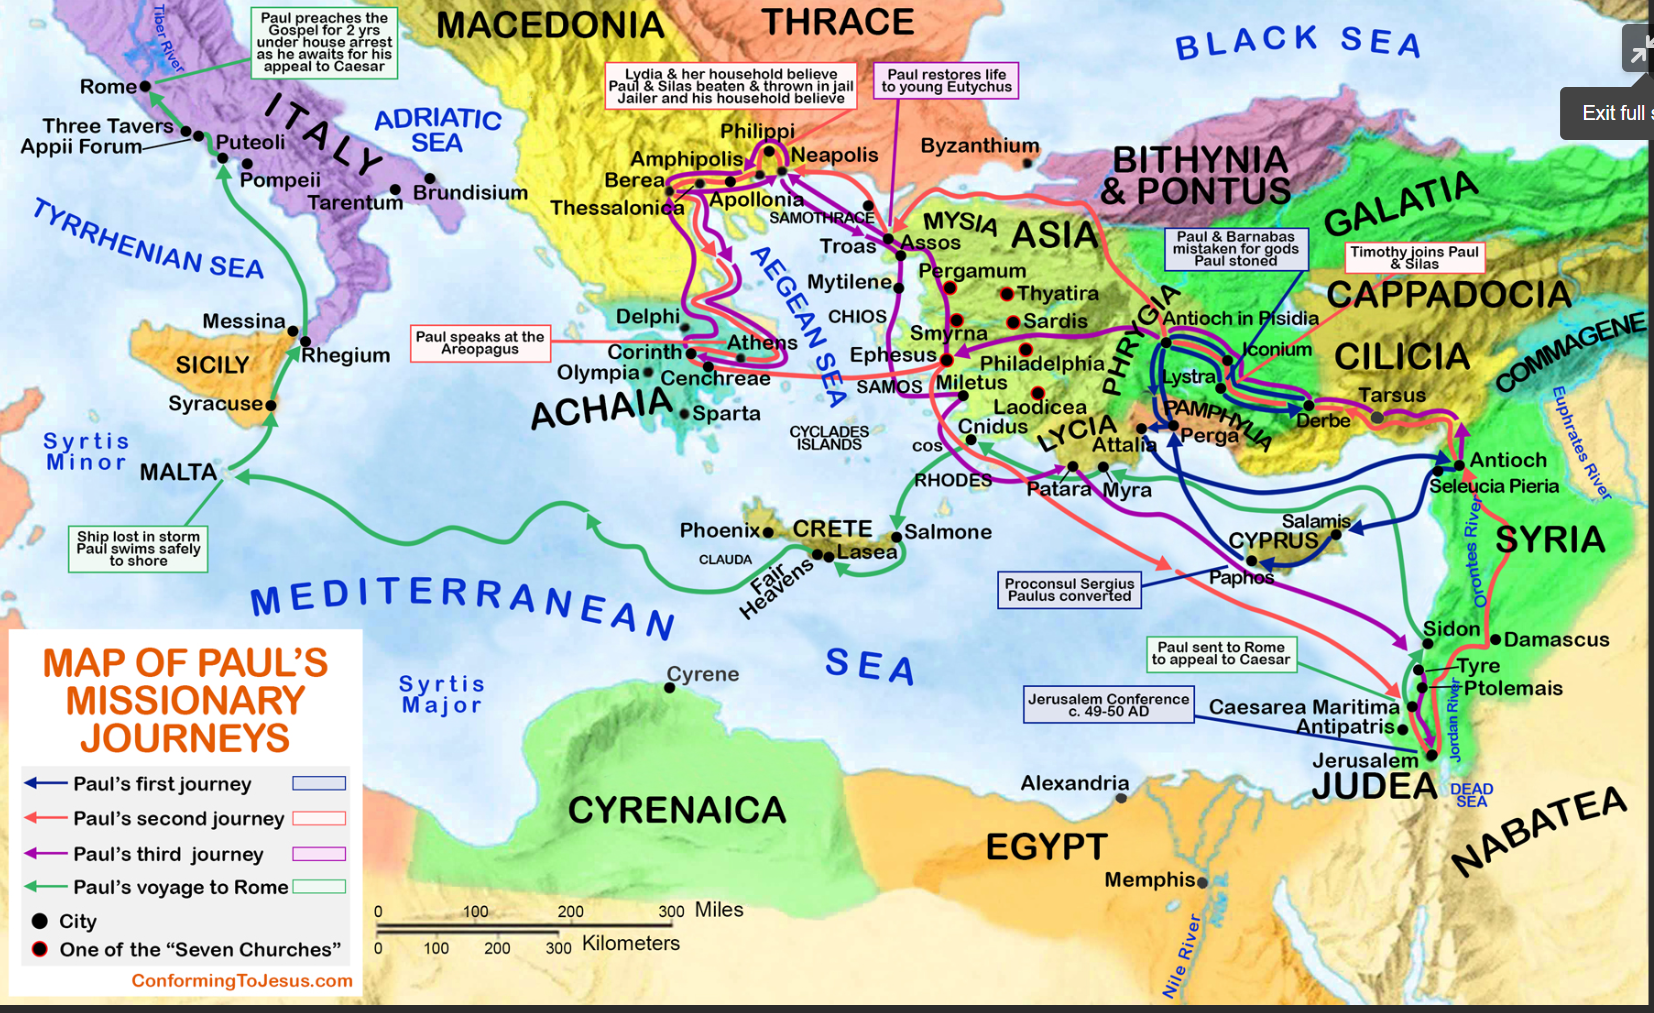 MACEDONIA
THRACE
BLACK SEA
Exit full s
Tiber River
Paul preaches the
Gospel for 2 yrs
under house arrest
as he awaits for his
appeal to Caesar
Rome
Three Tavers
Appii Forum
Puteoli
Pompeii
ITALY
ADRIATIC
SEA
Tarentum
Brundisium
TYRRHENIAN SEA
Lydia & her household believe
Paul & Silas beaten & thrown in jail
Jailer and his household believe
Paul restores life
to young Eutychus
Philippi
Neapolis
Amphipolis
Berea
Thessalonica
Apollonia
SAMOTHRACE
Byzanthium
BITHYNIA
& PONTUS
GALATIA
Troas
Assos
MYSIA
ASIA
Paul & Barnabas
mistaken for gods
Paul stoned
Timothy joins Paul
& Silas
CAPPADOCIA
COMMAGENE
AEGEAN SEA
Mytilene
Pergamum
Thyatira
CHIOS
Smyrna
Sardis
PHRYGIA
Antioch in Pisidia
Iconium
CILICIA
Messina
Rhegium
SICILY
Syracuse
Paul speaks at the
Areopagus
Delphi
Athens
Corinth
Olympia
Cenchreae
ACHAIA
Sparta
Ephesus
Philadelphia
SAMOS
Miletus
Laodicea
Lystra
Tarsus
Derbe
PAMPHYLIA
Perga
LYCIA
Attalia
Cnidus
COS
CYCLADES
ISLANDS
RHODES
Patara
Myra
Antioch
Seleucia Pieria
Euphrates River
Syrtis
Minor
MALTA
Ship lost in storm
Paul swims safely
to shore
Phoenix
CRETE
Salmone
CLAUDA
Lasea
Fair
Heavens
Salamis
CYPRUS
Paphos
Orontes River
SYRIA
Proconsul Sergius
Paulus converted
MEDITERRANEAN
SEA
Sidon
Damascus
Paul sent to Rome
to appeal to Caesar
Tyre
Ptolemais
Jordan River
Jerusalem Conference
c. 49-50 AD
Caesarea Maritima
Antipatris
Jerusalem
JUDEA
DEAD
SEA
NABATEA
Syrtis
Major
Cyrene
CYRENAICA
Alexandria
EGYPT
Memphis
Nile River
MAP OF PAUL'S
MISSIONARY
JOURNEYS
Paul's first journey
Paul's second journey
Paul's third journey
Paul's voyage to Rome
City
One of the "Seven Churches"
ConformingToJesus.com
0 100 200 300 Miles
0 100 200 300 Kilometers